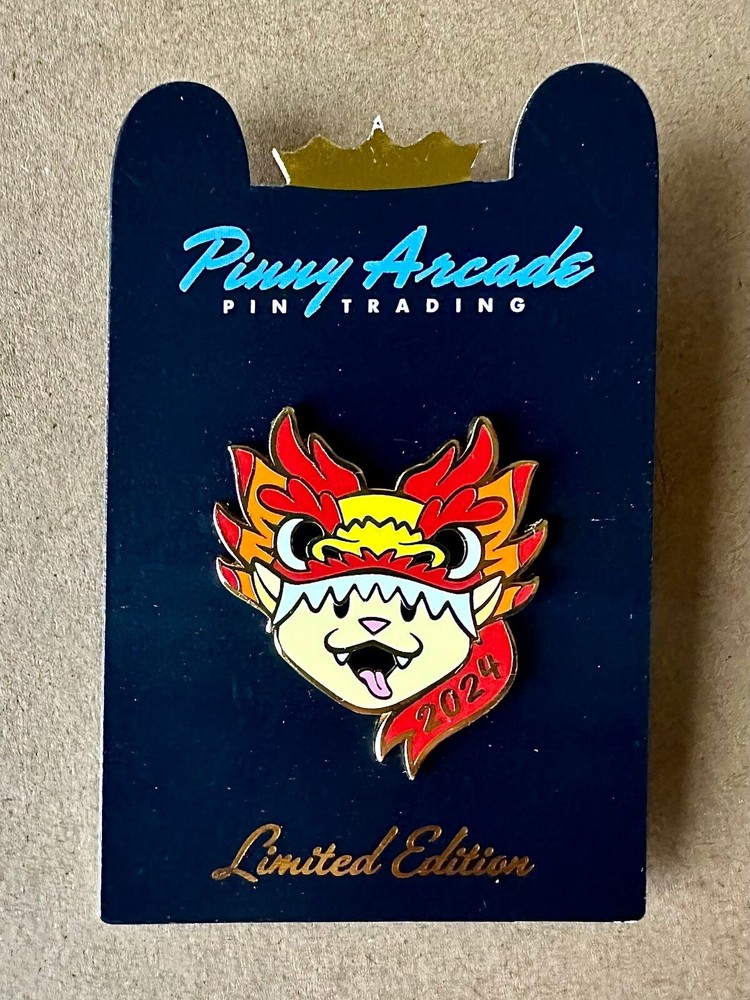 Pinny Arcade
PIN TRADING
2024
Limited Edition